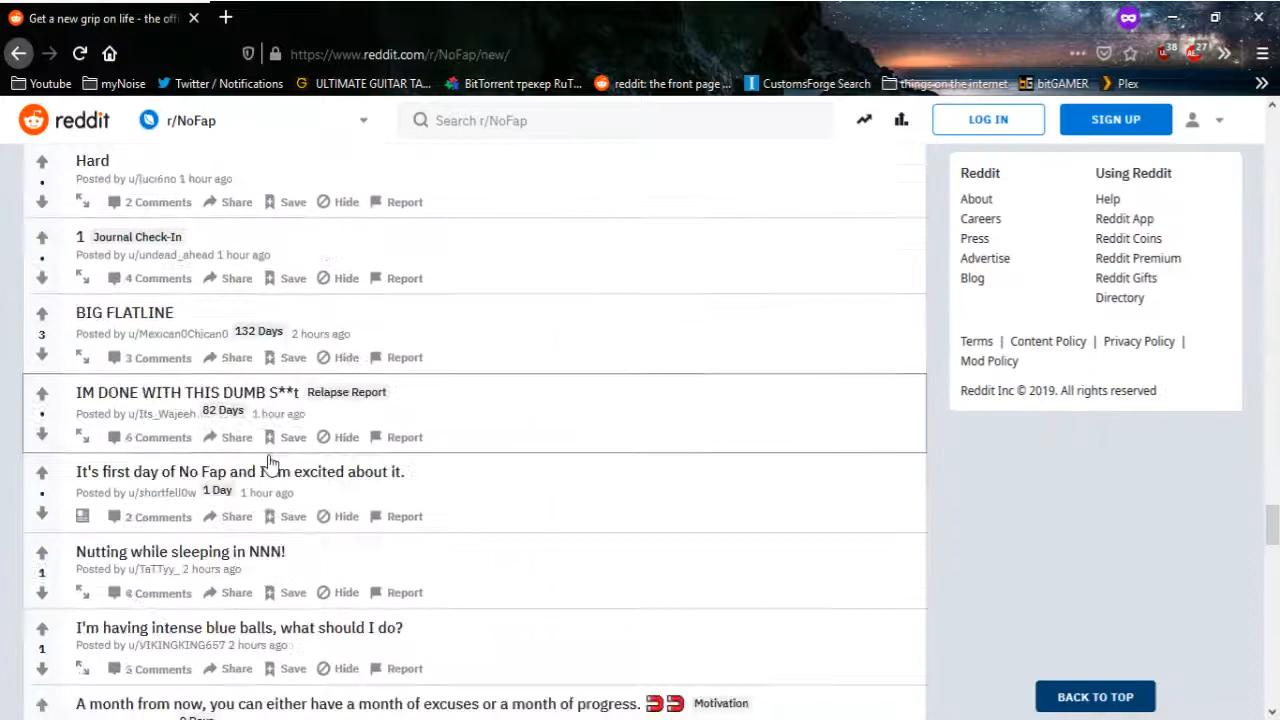 Get a new grip on life - the offi
https://www.reddit.com/r/NoFap/new/
38
27
Youtube
myNoise
Twitter / Notifications
ULTIMATE GUITAR TA...
BitTorrent трекер RuT...
reddit: the front page ...
CustomsForge Search
things on the internet
bitGAMER
Plex
reddit
r/NoFap
Search r/NoFap
LOG IN
SIGN UP
Hard
Posted by u/luci6no 1 hour ago
2 Comments Share Save Hide Report
1 Journal Check-In
Posted by u/undead_ahead 1 hour ago
4 Comments Share Save Hide Report
BIG FLATLINE
3
Posted by u/Mexican0Chican0 132 Days 2 hours ago
3 Comments Share Save Hide Report
IM DONE WITH THIS DUMB S**t Relapse Report
Posted by u/Its_Wajeeh 82 Days 1 hour ago
6 Comments Share Save Hide Report
It's first day of No Fap and I'm excited about it.
Posted by u/shortfell0w 1 Day 1 hour ago
2 Comments Share Save Hide Report
Nutting while sleeping in NNN!
1
Posted by u/TaTTyy_ 2 hours ago
Comments Share Save Hide Report
I'm having intense blue balls, what should I do?
1
Posted by u/VIKINGKING657 2 hours ago
5 Comments Share Save Hide Report
A month from now, you can either have a month of excuses or a month of progress. Motivation
Reddit
Using Reddit
About
Help
Careers
Reddit App
Press
Reddit Coins
Advertise
Reddit Premium
Blog
Reddit Gifts
Directory
Terms | Content Policy | Privacy Policy |
Mod Policy
Reddit Inc © 2019. All rights reserved
BACK TO TOP